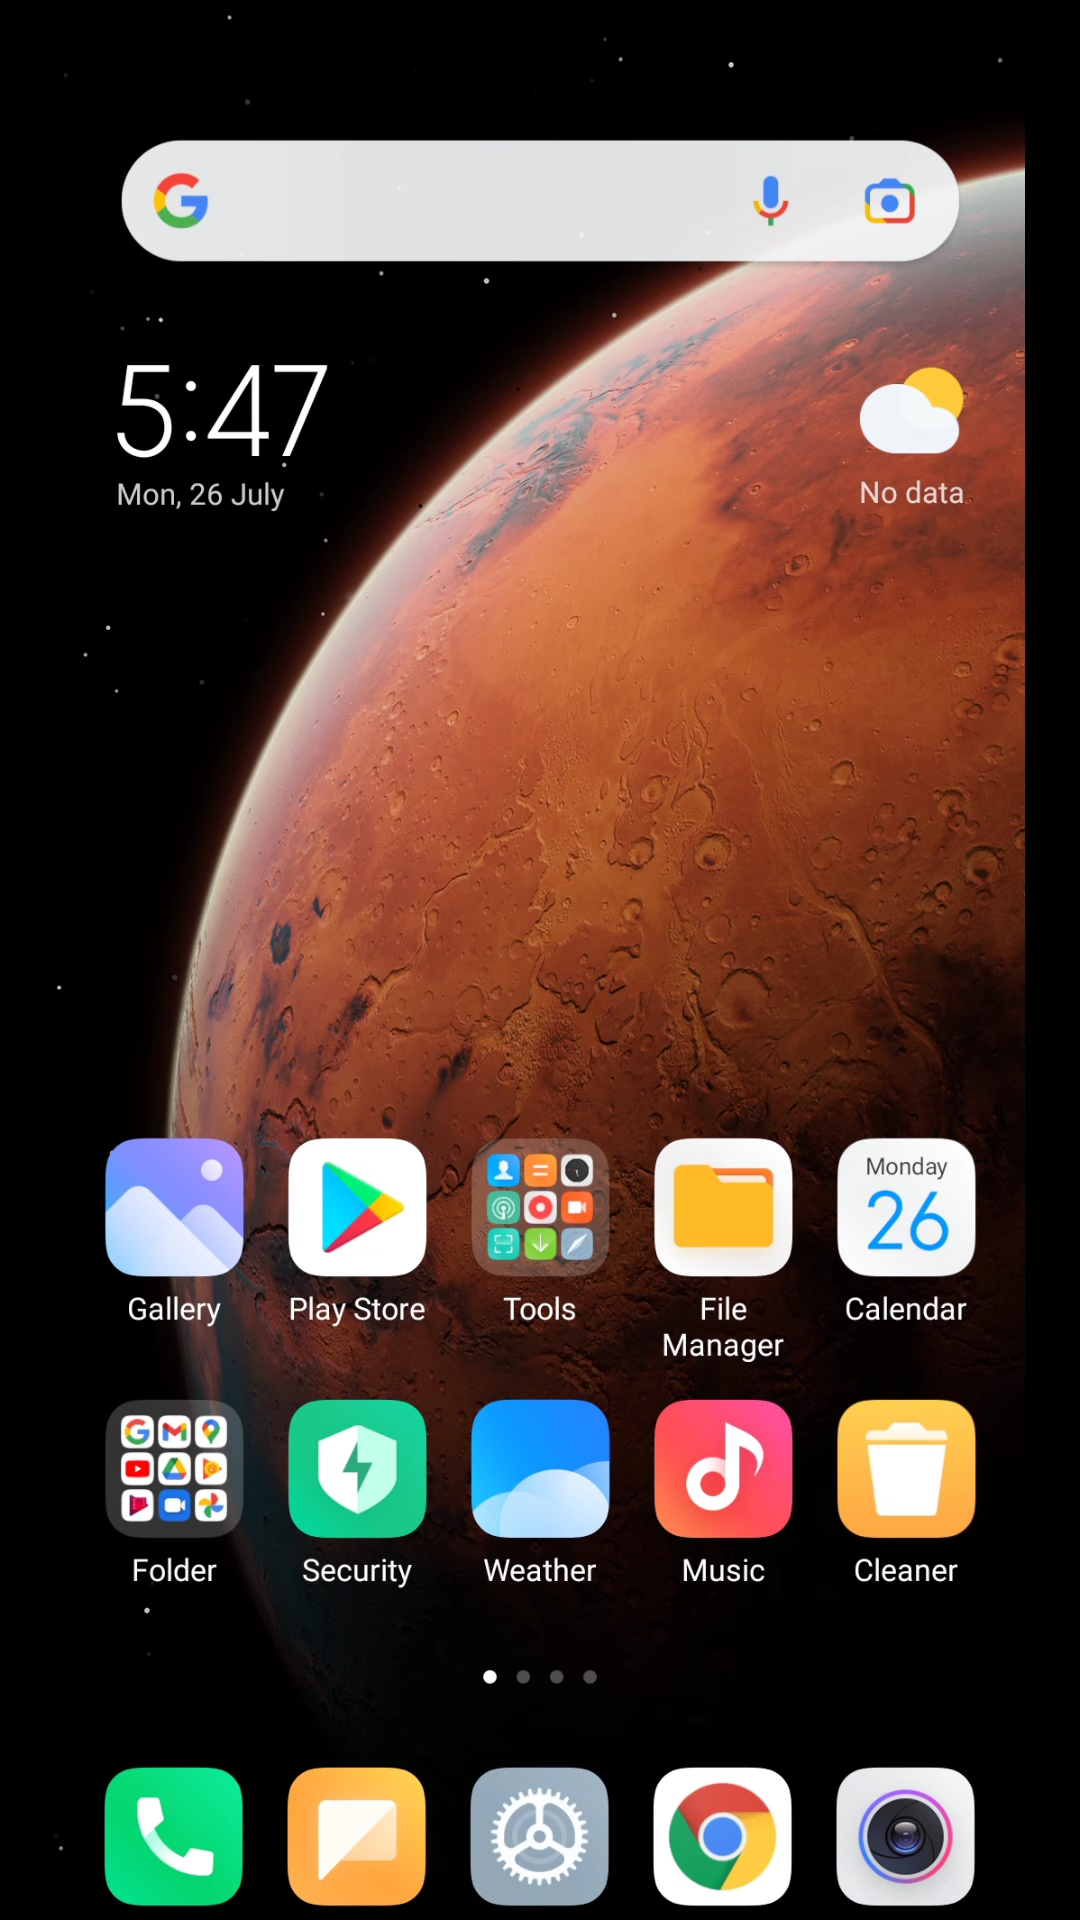 5:47
Mon, 26 July
No data
Monday
26
Gallery
Play Store
Tools
File
Manager
Calendar
Folder
Security
Weather
Music
Cleaner